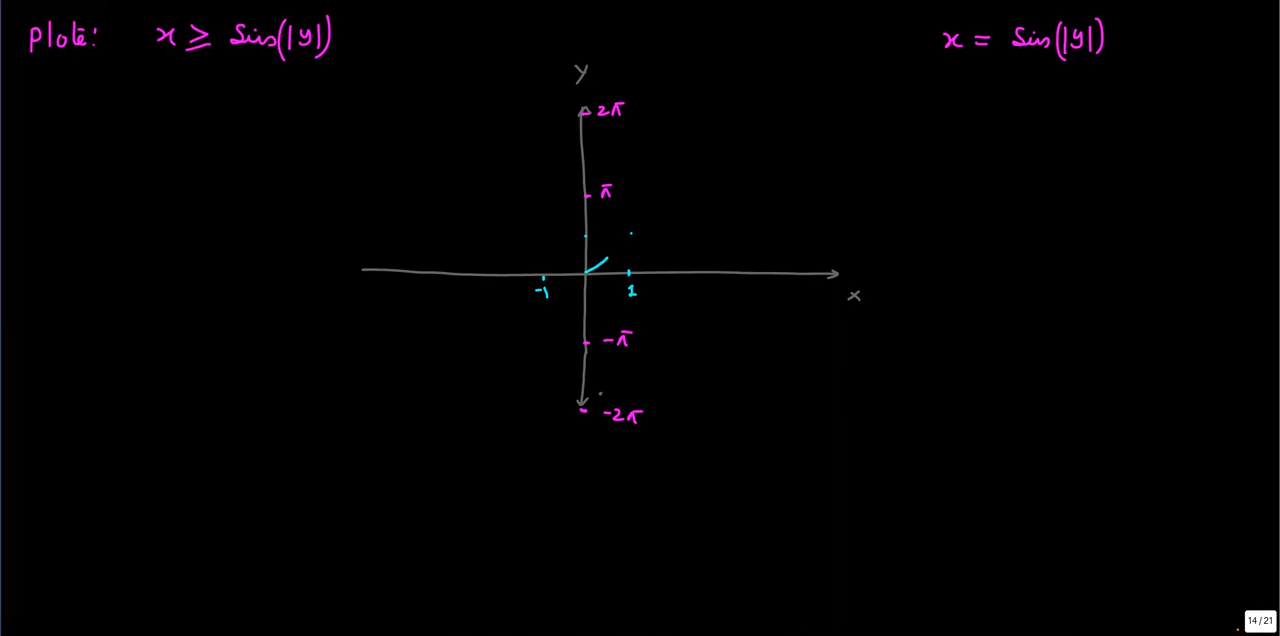 Plot: x ≥ Sin(|y|)
x = Sin(|y|)
y
2π
π
-1
1
x
-π
-2π
14 / 21